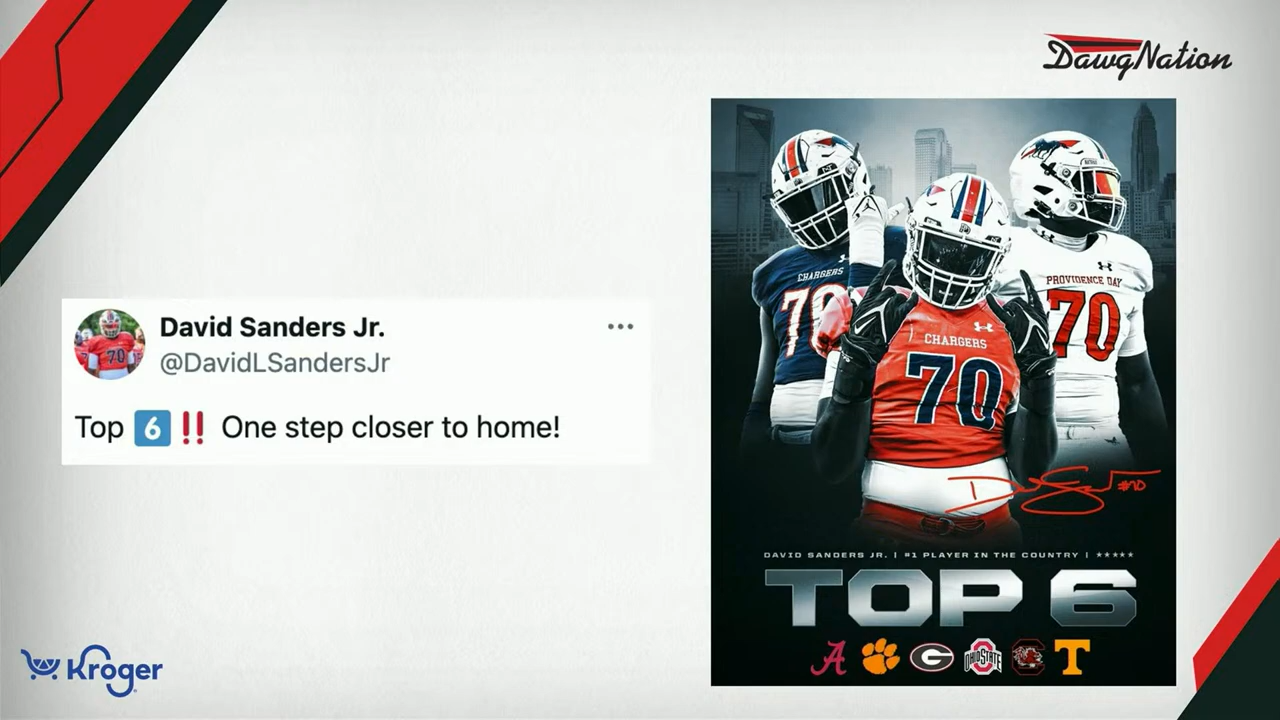 DawgNation
David Sanders Jr.
@DavidLSandersJr
Top 6‼️ One step closer to home!
CHARGERS
70
CHARGERS
70
PROVIDENCE DAY
70
#70
DAVID SANDERS JR. | #1 PLAYER IN THE COUNTRY | ★★★★★
TOP 6
A
G
OHIO STATE
T
Kroger